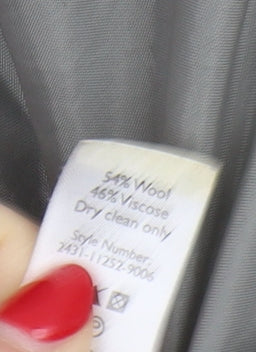 54% Wool
46% Viscose
Dry clean only
Style Number:
2431-11252-9006